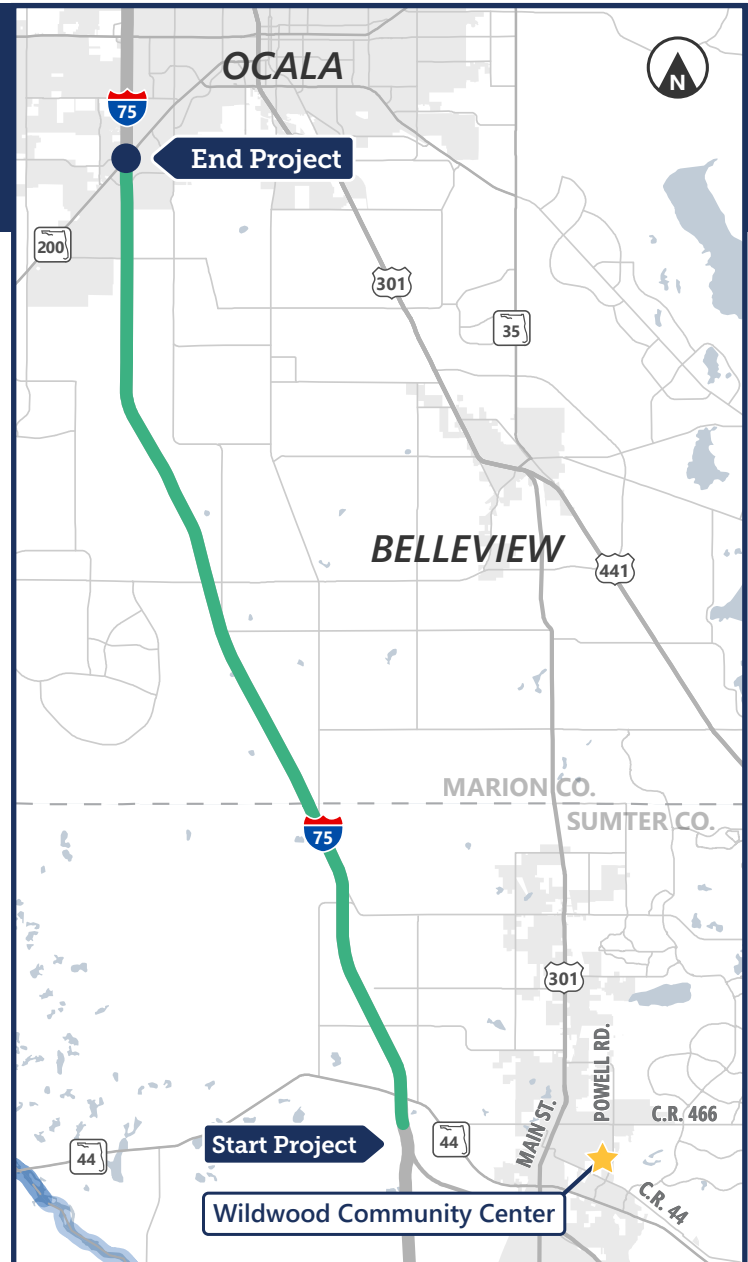 OCALA
N
75
End Project
200
301
35
BELLEVIEW
441
MARION CO.
SUMTER CO.
75
301
POWELL RD.
MAIN ST.
C.R. 466
Start Project
44
44
C.R. 44
Wildwood Community Center